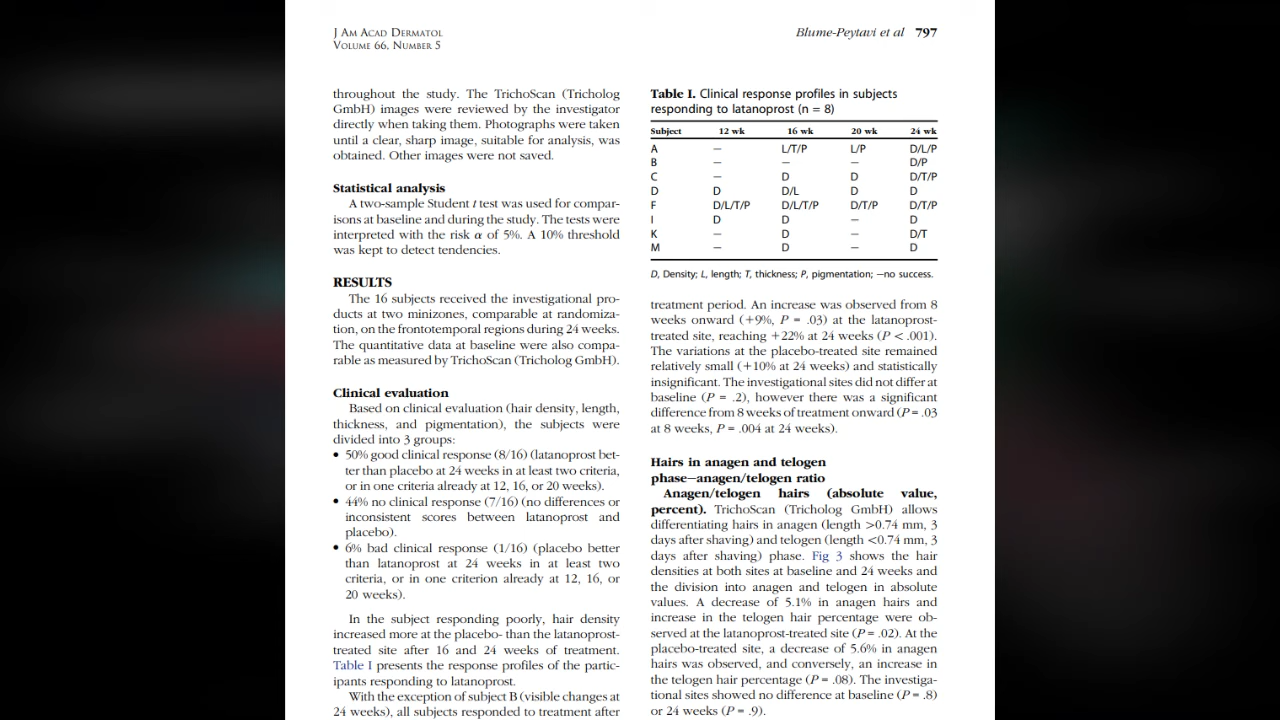 J AM ACAD DERMATOL
VOLUME 66, NUMBER 5
Blume-Peytavi et al 797
throughout the study. The TrichoScan (Tricholog
GmbH) images were reviewed by the investigator
directly when taking them. Photographs were taken
until a clear, sharp image, suitable for analysis, was
obtained. Other images were not saved.
Statistical analysis
A two-sample Student t test was used for compar-
isons at baseline and during the study. The tests were
interpreted with the risk α of 5%. A 10% threshold
was kept to detect tendencies.
RESULTS
The 16 subjects received the investigational pro-
ducts at two minizones, comparable at randomiza-
tion, on the frontotemporal regions during 24 weeks.
The quantitative data at baseline were also compa-
rable as measured by TrichoScan (Tricholog GmbH).
Clinical evaluation
Based on clinical evaluation (hair density, length,
thickness, and pigmentation), the subjects were
divided into 3 groups:
• 50% good clinical response (8/16) (latanoprost bet-
ter than placebo at 24 weeks in at least two criteria,
or in one criteria already at 12, 16, or 20 weeks).
• 44% no clinical response (7/16) (no differences or
inconsistent scores between latanoprost and
placebo).
• 6% bad clinical response (1/16) (placebo better
than latanoprost at 24 weeks in at least two
criteria, or in one criterion already at 12, 16, or
20 weeks).
In the subject responding poorly, hair density
increased more at the placebo- than the latanoprost-
treated site after 16 and 24 weeks of treatment.
Table I presents the response profiles of the partic-
ipants responding to latanoprost.
With the exception of subject B (visible changes at
24 weeks), all subjects responded to treatment after
Table I. Clinical response profiles in subjects
responding to latanoprost (n = 8)
Subject 12 wk 16 wk 20 wk 24 wk
A — L/T/P L/P D/L/P
B — — — D/P
C — D D D/T/P
D D D/L D D
F D/L/T/P D/L/T/P D/T/P D/T/P
I D D — D
K — D — D/T
M — D — D
D, Density; L, length; T, thickness; P, pigmentation; —no success.
treatment period. An increase was observed from 8
weeks onward (+9%, P = .03) at the latanoprost-
treated site, reaching +22% at 24 weeks (P < .001).
The variations at the placebo-treated site remained
relatively small (+10% at 24 weeks) and statistically
insignificant. The investigational sites did not differ at
baseline (P = .2), however there was a significant
difference from 8 weeks of treatment onward (P = .03
at 8 weeks, P = .004 at 24 weeks).
Hairs in anagen and telogen
phase—anagen/telogen ratio
Anagen/telogen hairs (absolute value,
percent). TrichoScan (Tricholog GmbH) allows
differentiating hairs in anagen (length >0.74 mm, 3
days after shaving) and telogen (length <0.74 mm, 3
days after shaving) phase. Fig 3 shows the hair
densities at both sites at baseline and 24 weeks and
the division into anagen and telogen in absolute
values. A decrease of 5.1% in anagen hairs and
increase in the telogen hair percentage were ob-
served at the latanoprost-treated site (P = .02). At the
placebo-treated site, a decrease of 5.6% in anagen
hairs was observed, and conversely, an increase in
the telogen hair percentage (P = .08). The investiga-
tional sites showed no difference at baseline (P = .8)
or 24 weeks (P = .9).